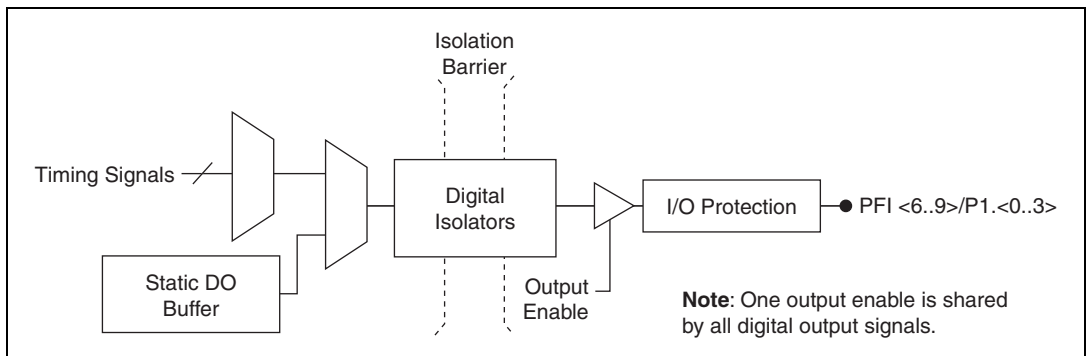 Isolation
Barrier
Timing Signals
Digital
Isolators
I/O Protection
PFI <6..9>/P1.<0..3>
Static DO
Buffer
Output
Enable
Note: One output enable is shared
by all digital output signals.